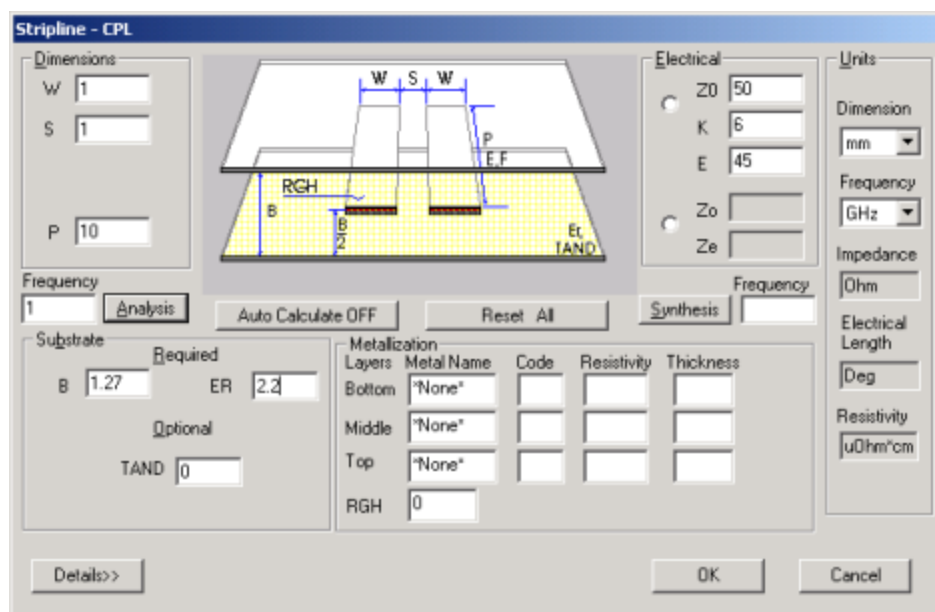 Stripline - CPL
Dimensions
W 1
S 1
P 10
W S W
P
E,F
RGH
B
B
2
Er,
TAND
Electrical
Z0 50
K 6
E 45
Zo
Ze
Units
Dimension
mm
Frequency
GHz
Impedance
Ohm
Electrical
Length
Deg
Resistivity
uOhm*cm
Frequency
1 Analysis
Auto Calculate OFF
Reset All
Synthesis
Frequency
Substrate
Required
B 1.27
ER 2.2
Optional
TAND 0
Metallization
Layers Metal Name Code Resistivity Thickness
Bottom *None*
Middle *None*
Top *None*
RGH 0
Details>>
OK
Cancel